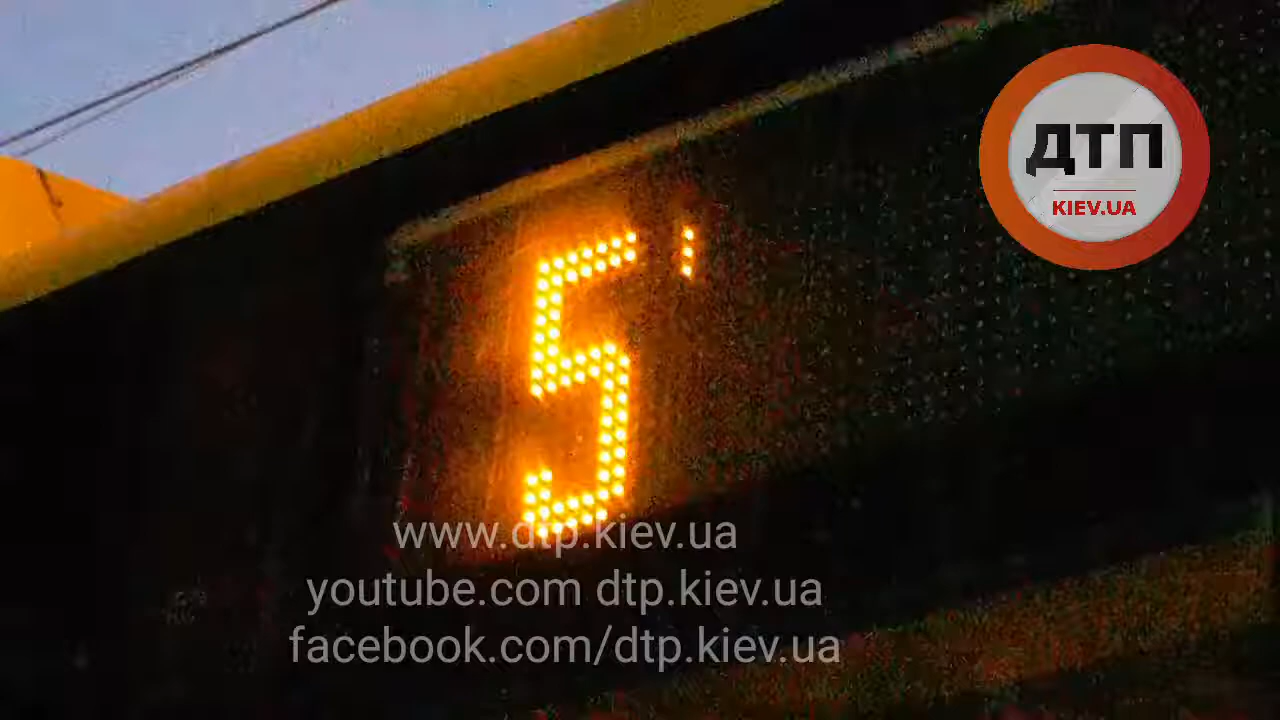 ДТП
KIEV.UA
5'
www.dtp.kiev.ua
youtube.com dtp.kiev.ua
facebook.com/dtp.kiev.ua